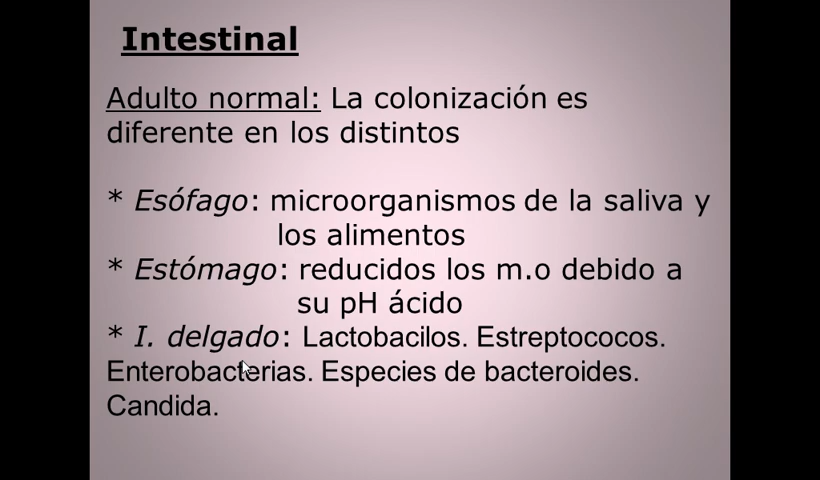 Intestinal
Adulto normal: La colonización es
diferente en los distintos
* Esófago: microorganismos de la saliva y
los alimentos
* Estómago: reducidos los m.o debido a
su pH ácido
* I. delgado: Lactobacilos. Estreptococos.
Enterobacterias. Especies de bacteroides.
Candida.